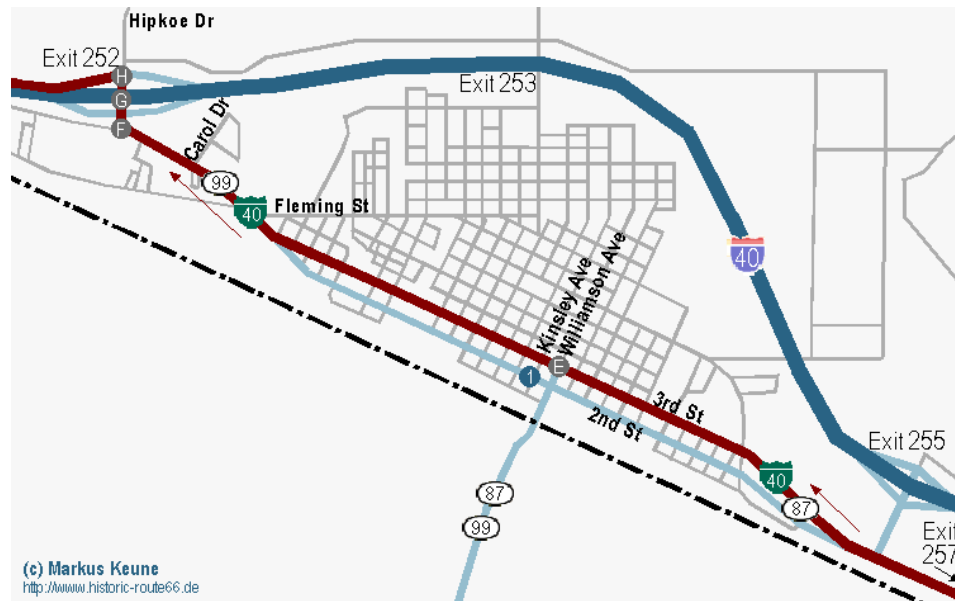 Hipkoe Dr
Exit 252
H
G
F
Exit 253
Carol Dr
99
40
Fleming St
40
Kinsley Ave
Williamson Ave
E
1
3rd St
2nd St
Exit 255
40
87
87
99
Exit
257
(c) Markus Keune
http://www.historic-route66.de